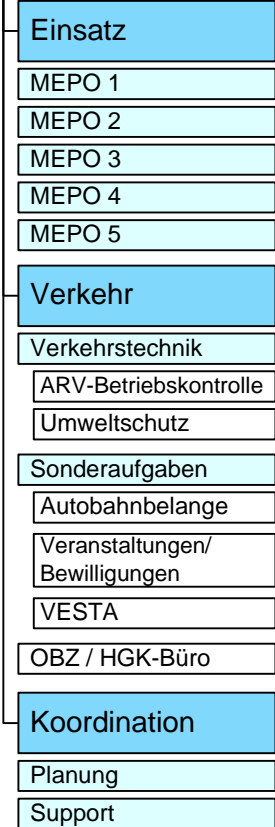 Einsatz
MEPO 1
MEPO 2
MEPO 3
MEPO 4
MEPO 5
Verkehr
Verkehrstechnik
ARV-Betriebskontrolle
Umweltschutz
Sonderaufgaben
Autobahnbelange
Veranstaltungen/
Bewilligungen
VESTA
OBZ / HGK-Büro
Koordination
Planung
Support